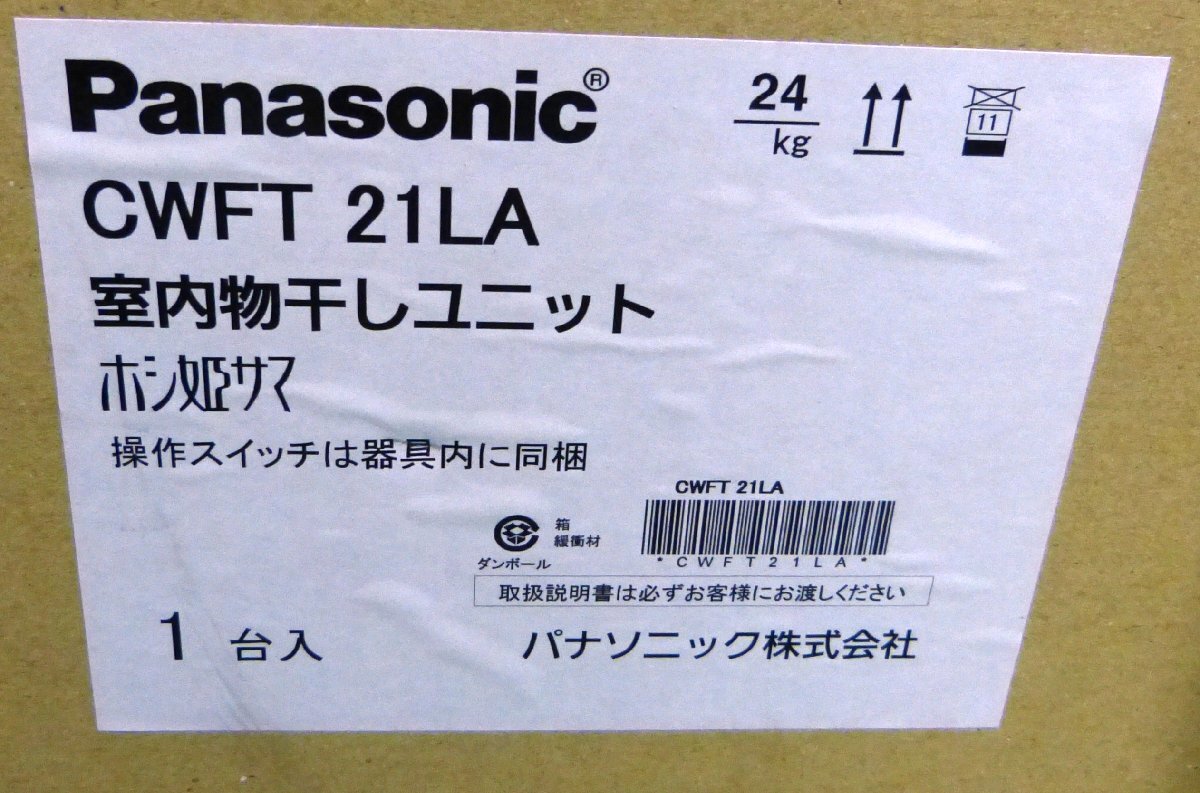 Panasonic®
24
kg
11
CWFT 21LA
室内物干しユニット
ホシ姫サマ
操作スイッチは器具内に同梱
CWFT 21LA
箱
緩衝材
ダンボール
*CWFT21LA*
取扱説明書は必ずお客様にお渡しください
1 台入
パナソニック株式会社